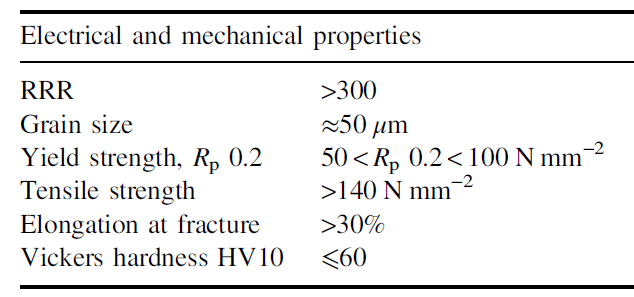 Electrical and mechanical properties
RRR >300
Grain size ≈50 μm
Yield strength, Rp 0.2 50 < Rp 0.2 < 100 N mm−2
Tensile strength >140 N mm−2
Elongation at fracture >30%
Vickers hardness HV10 ⩽60